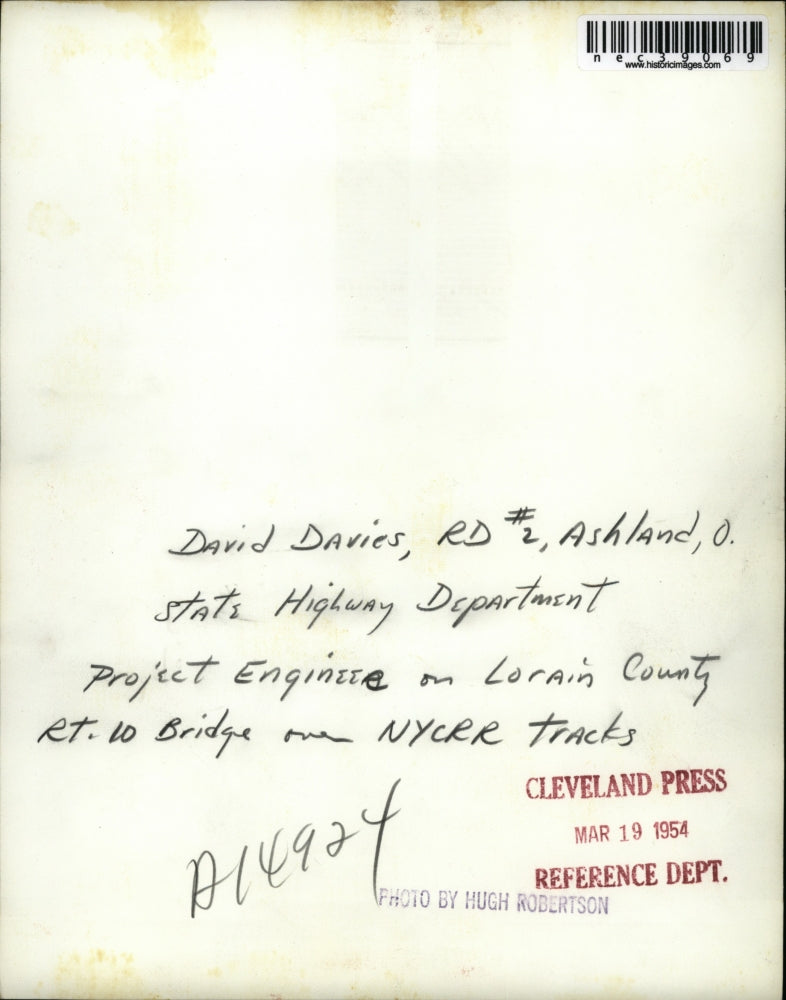 nec39069
www.historicimages.com
David Davies, RD #2, Ashland, O.
State Highway Department
Project Engineer on Lorain County
RT. 10 Bridge over NYCRR Tracks
CLEVELAND PRESS
MAR 19 1954
REFERENCE DEPT.
A14924
PHOTO BY HUGH ROBERTSON